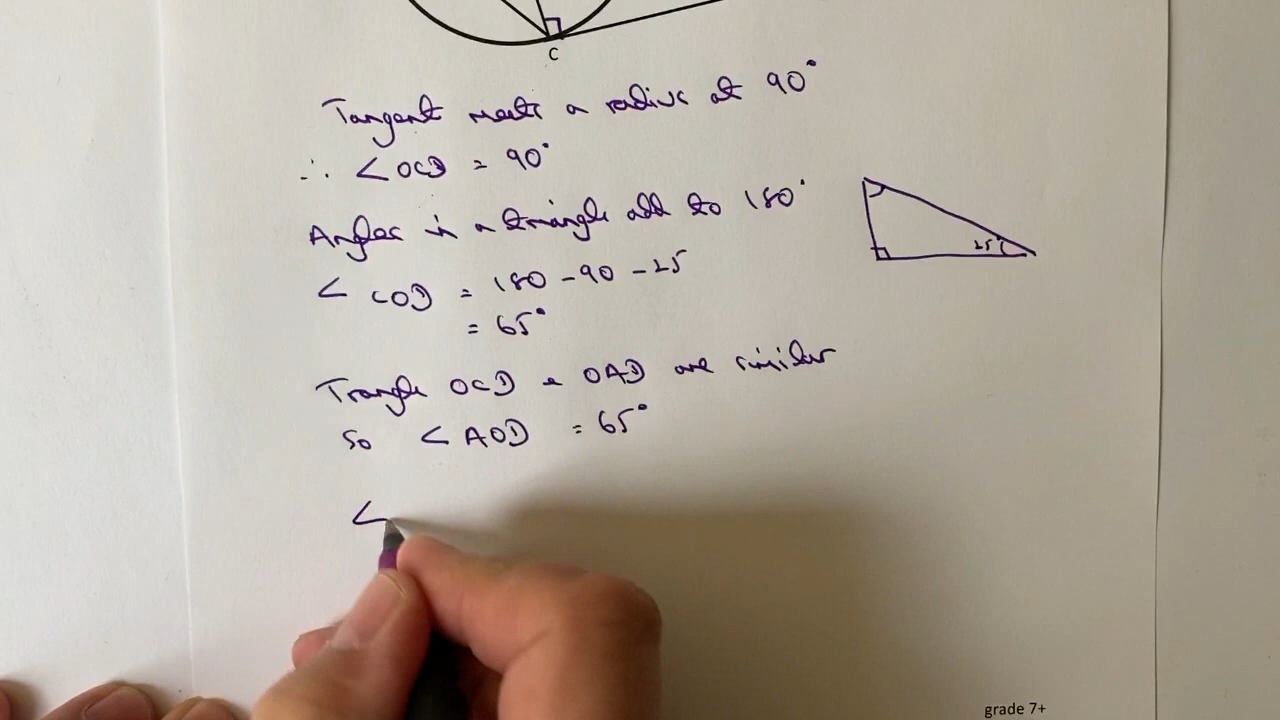 C
Tangent meets a radius at 90°
∴ ∠OCD = 90°
Angles in a triangle add to 180°
∠ COD = 180 - 90 - 25
= 65°
25
Trangle OCD & OAD are similar
so ∠AOD = 65°
∠
grade 7+